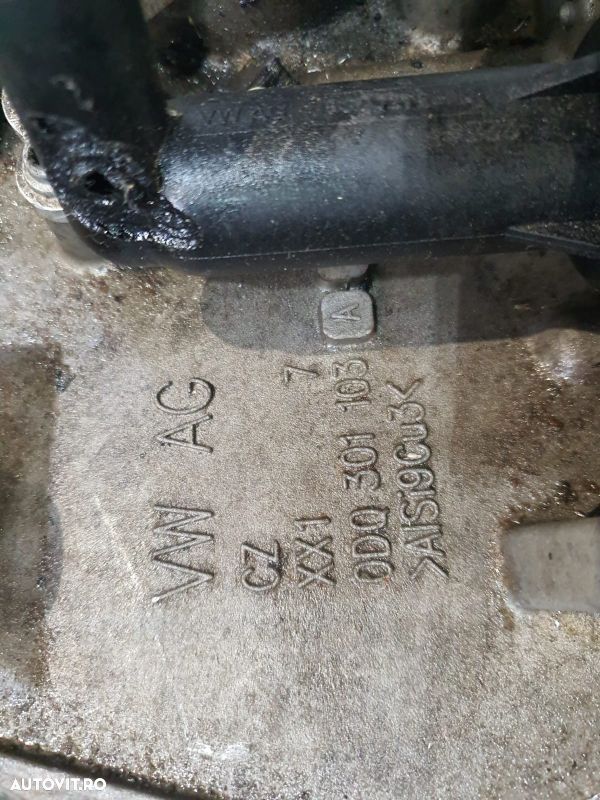 VW AG
CZ
XX1 7
0DQ 301 103 A
>AlSi9Cu3<
AUTOVIT.RO